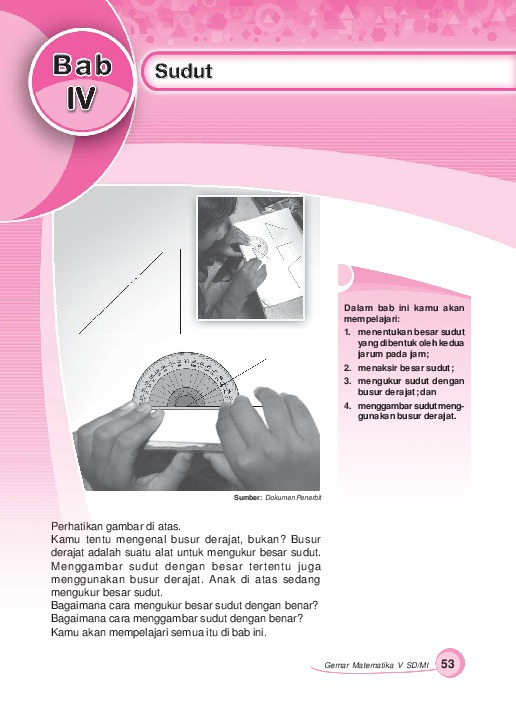 Bab
IV
Sudut
Dalam bab ini kamu akan
mempelajari:
1. menentukan besar sudut
yang dibentuk oleh kedua
jarum pada jam;
2. menaksir besar sudut;
3. mengukur sudut dengan
busur derajat; dan
4. menggambar sudut meng-
gunakan busur derajat.
Sumber: Dokumen Penerbit
Perhatikan gambar di atas.
Kamu tentu mengenal busur derajat, bukan? Busur
derajat adalah suatu alat untuk mengukur besar sudut.
Menggambar sudut dengan besar tertentu juga
menggunakan busur derajat. Anak di atas sedang
mengukur besar sudut.
Bagaimana cara mengukur besar sudut dengan benar?
Bagaimana cara menggambar sudut dengan benar?
Kamu akan mempelajari semua itu di bab ini.
Gemar Matematika V SD/MI 53